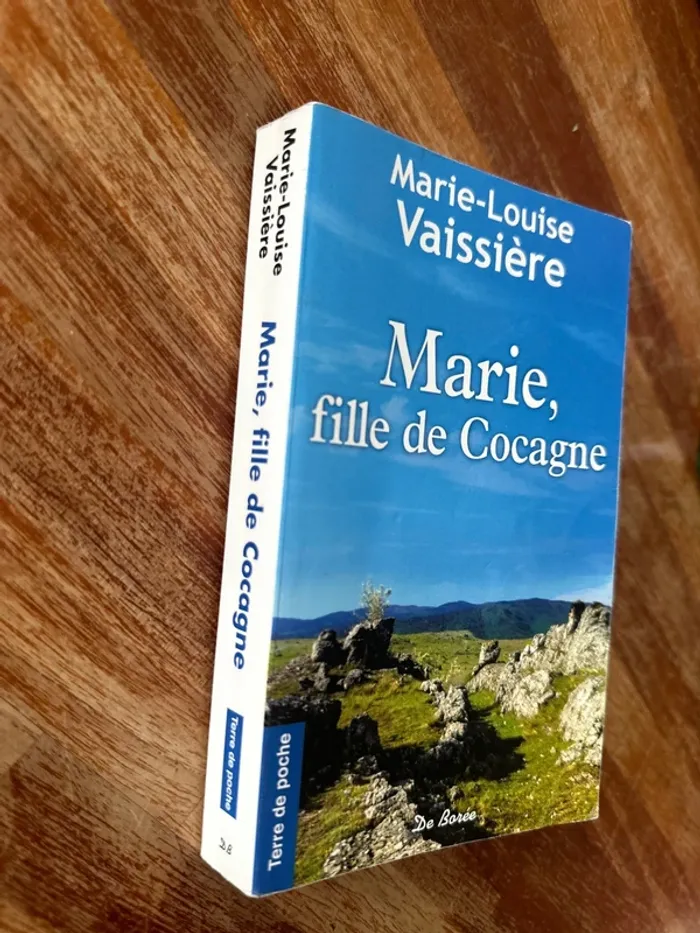 Marie-Louise
Vaissière
Marie,
fille de Cocagne
Terre de poche
De Borée
Marie-Louise
Vaissière
Marie, fille de Cocagne
Terre de poche
DB